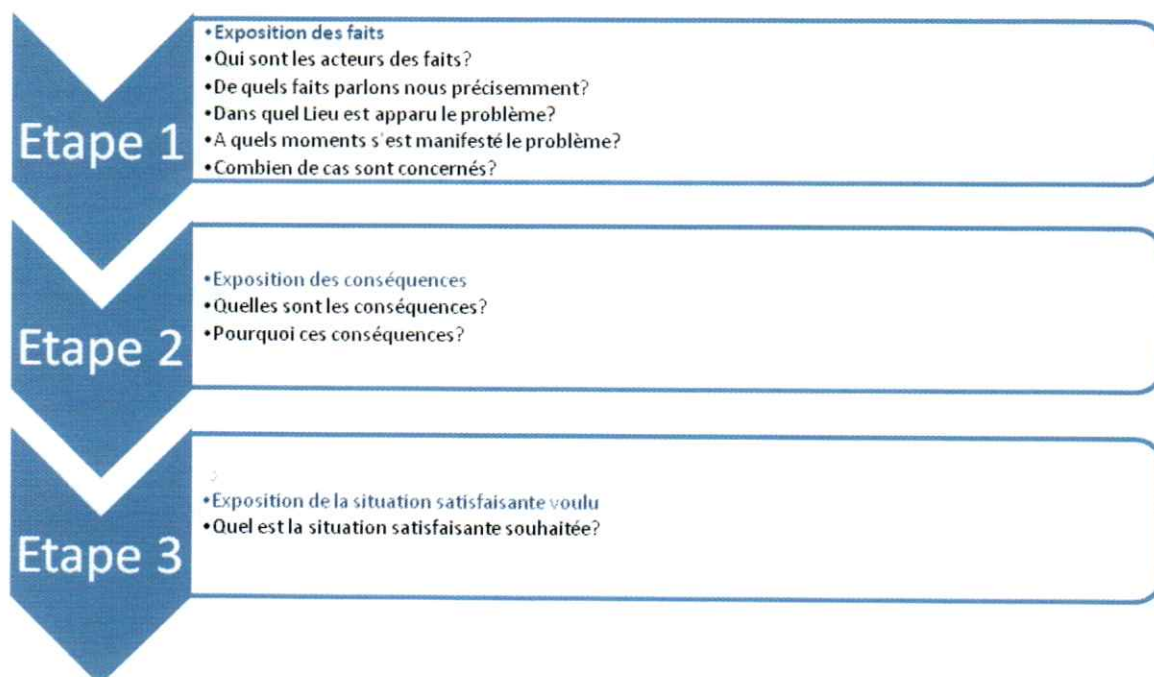 Etape 1
•Exposition des faits
•Qui sont les acteurs des faits?
•De quels faits parlons nous précisemment?
•Dans quel Lieu est apparu le problème?
•A quels moments s'est manifesté le problème?
•Combien de cas sont concernés?
Etape 2
•Exposition des conséquences
•Quelles sont les conséquences?
•Pourquoi ces conséquences?
Etape 3
•Exposition de la situation satisfaisante voulu
•Quel est la situation satisfaisante souhaitée?